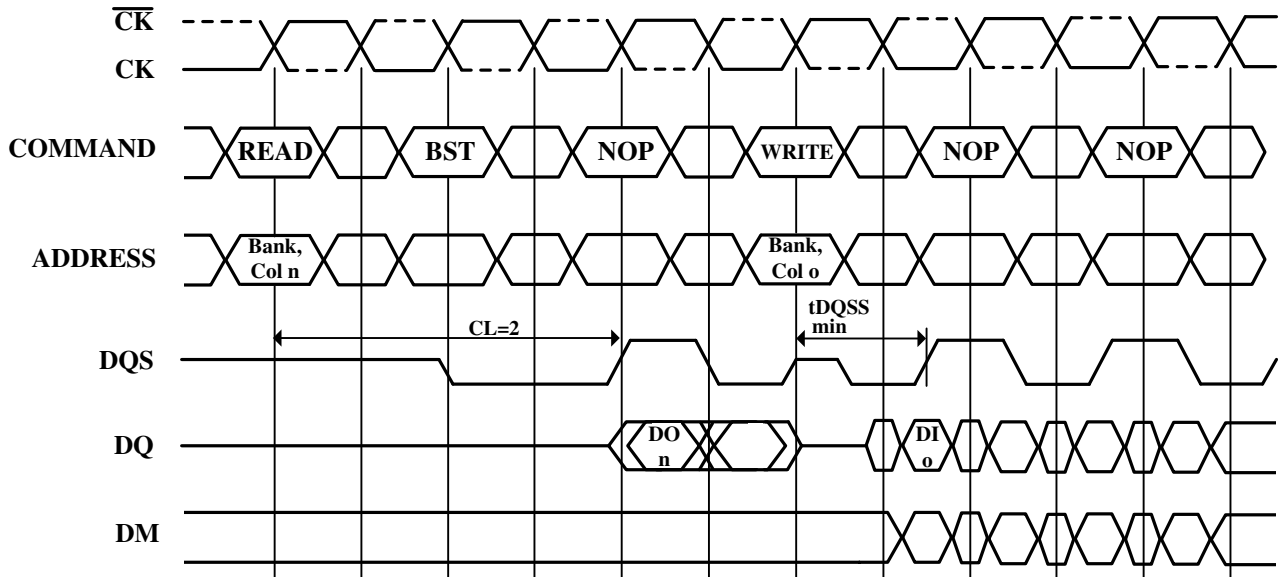 CK
CK
COMMAND
READ
BST
NOP
WRITE
NOP
NOP
ADDRESS
Bank,
Col n
Bank,
Col o
CL=2
tDQSS
min
DQS
DQ
DO
n
DI
o
DM